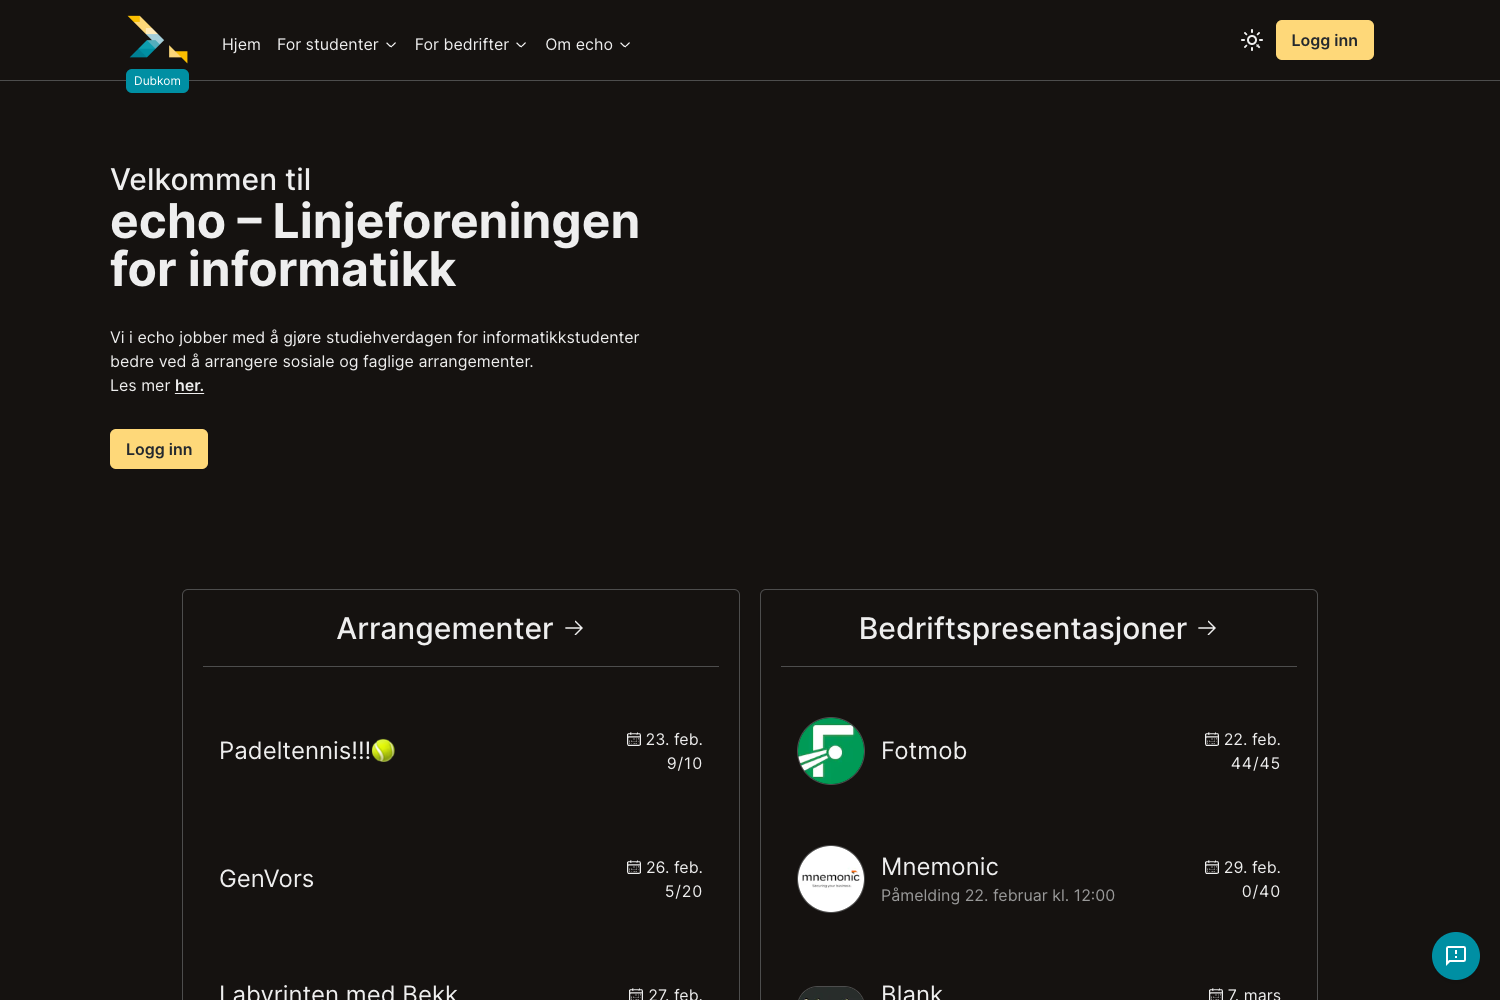 Hjem For studenter For bedrifter Om echo
Logg inn
Dubkom
Velkommen til
echo – Linjeforeningen
for informatikk
Vi i echo jobber med å gjøre studiehverdagen for informatikkstudenter
bedre ved å arrangere sosiale og faglige arrangementer.
Les mer her.
Logg inn
Arrangementer →
Padeltennis!!!🎾
23. feb.
9/10
GenVors
26. feb.
5/20
Labyrinten med Bekk
27. feb.
Bedriftspresentasjoner →
Fotmob
22. feb.
44/45
mnemonic
Mnemonic
Påmelding 22. februar kl. 12:00
29. feb.
0/40
Blank
7. mars